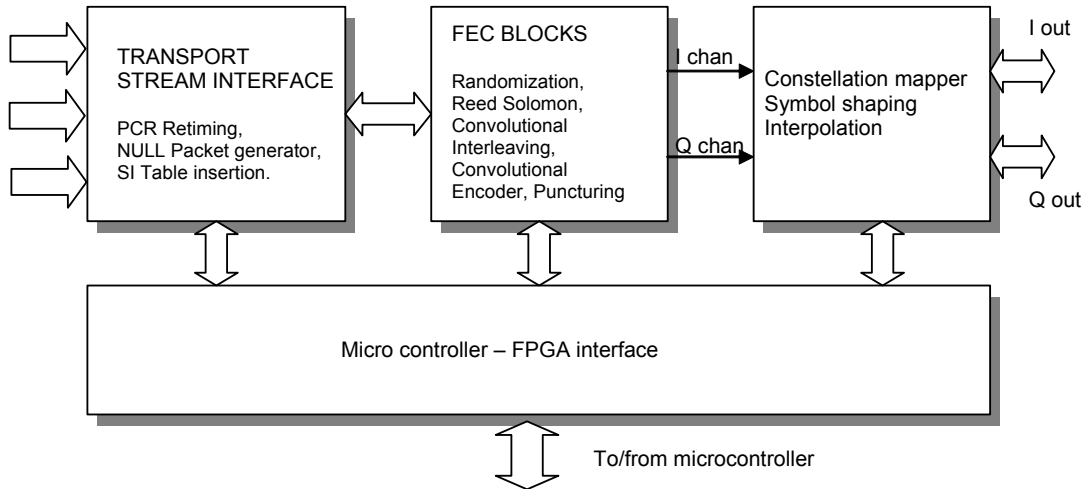 TRANSPORT
STREAM INTERFACE
PCR Retiming,
NULL Packet generator,
SI Table insertion.
FEC BLOCKS
Randomization,
Reed Solomon,
Convolutional
Interleaving,
Convolutional
Encoder, Puncturing
I chan
Q chan
Constellation mapper
Symbol shaping
Interpolation
I out
Q out
Micro controller – FPGA interface
To/from microcontroller